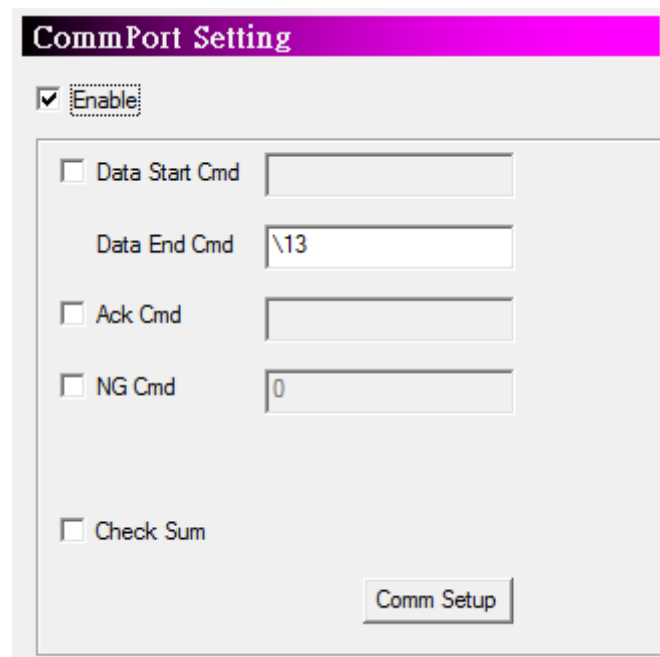 CommPort Setting
Enable
Data Start Cmd
Data End Cmd \13
Ack Cmd
NG Cmd 0
Check Sum
Comm Setup